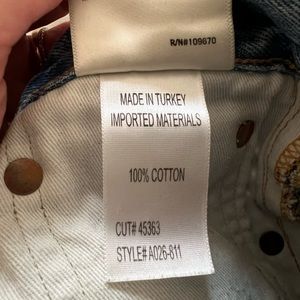 R/N#109670
MADE IN TURKEY
IMPORTED MATERIALS
100% COTTON
CUT# 45363
STYLE# A026-811